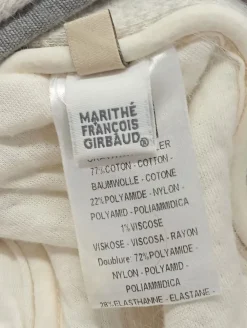 MARITHÉ
FRANÇOIS
GIRBAUD®
77% COTON - COTTON -
BAUMWOLLE - COTONE
22% POLYAMIDE - NYLON -
POLYAMID - POLIAMMIDICA
1% VISCOSE
VISKOSE - VISCOSA - RAYON
Doublure 72% POLYAMIDE -
NYLON - POLYAMID -
POLIAMMIDICA
28% ELASTHANNE - ELASTANE